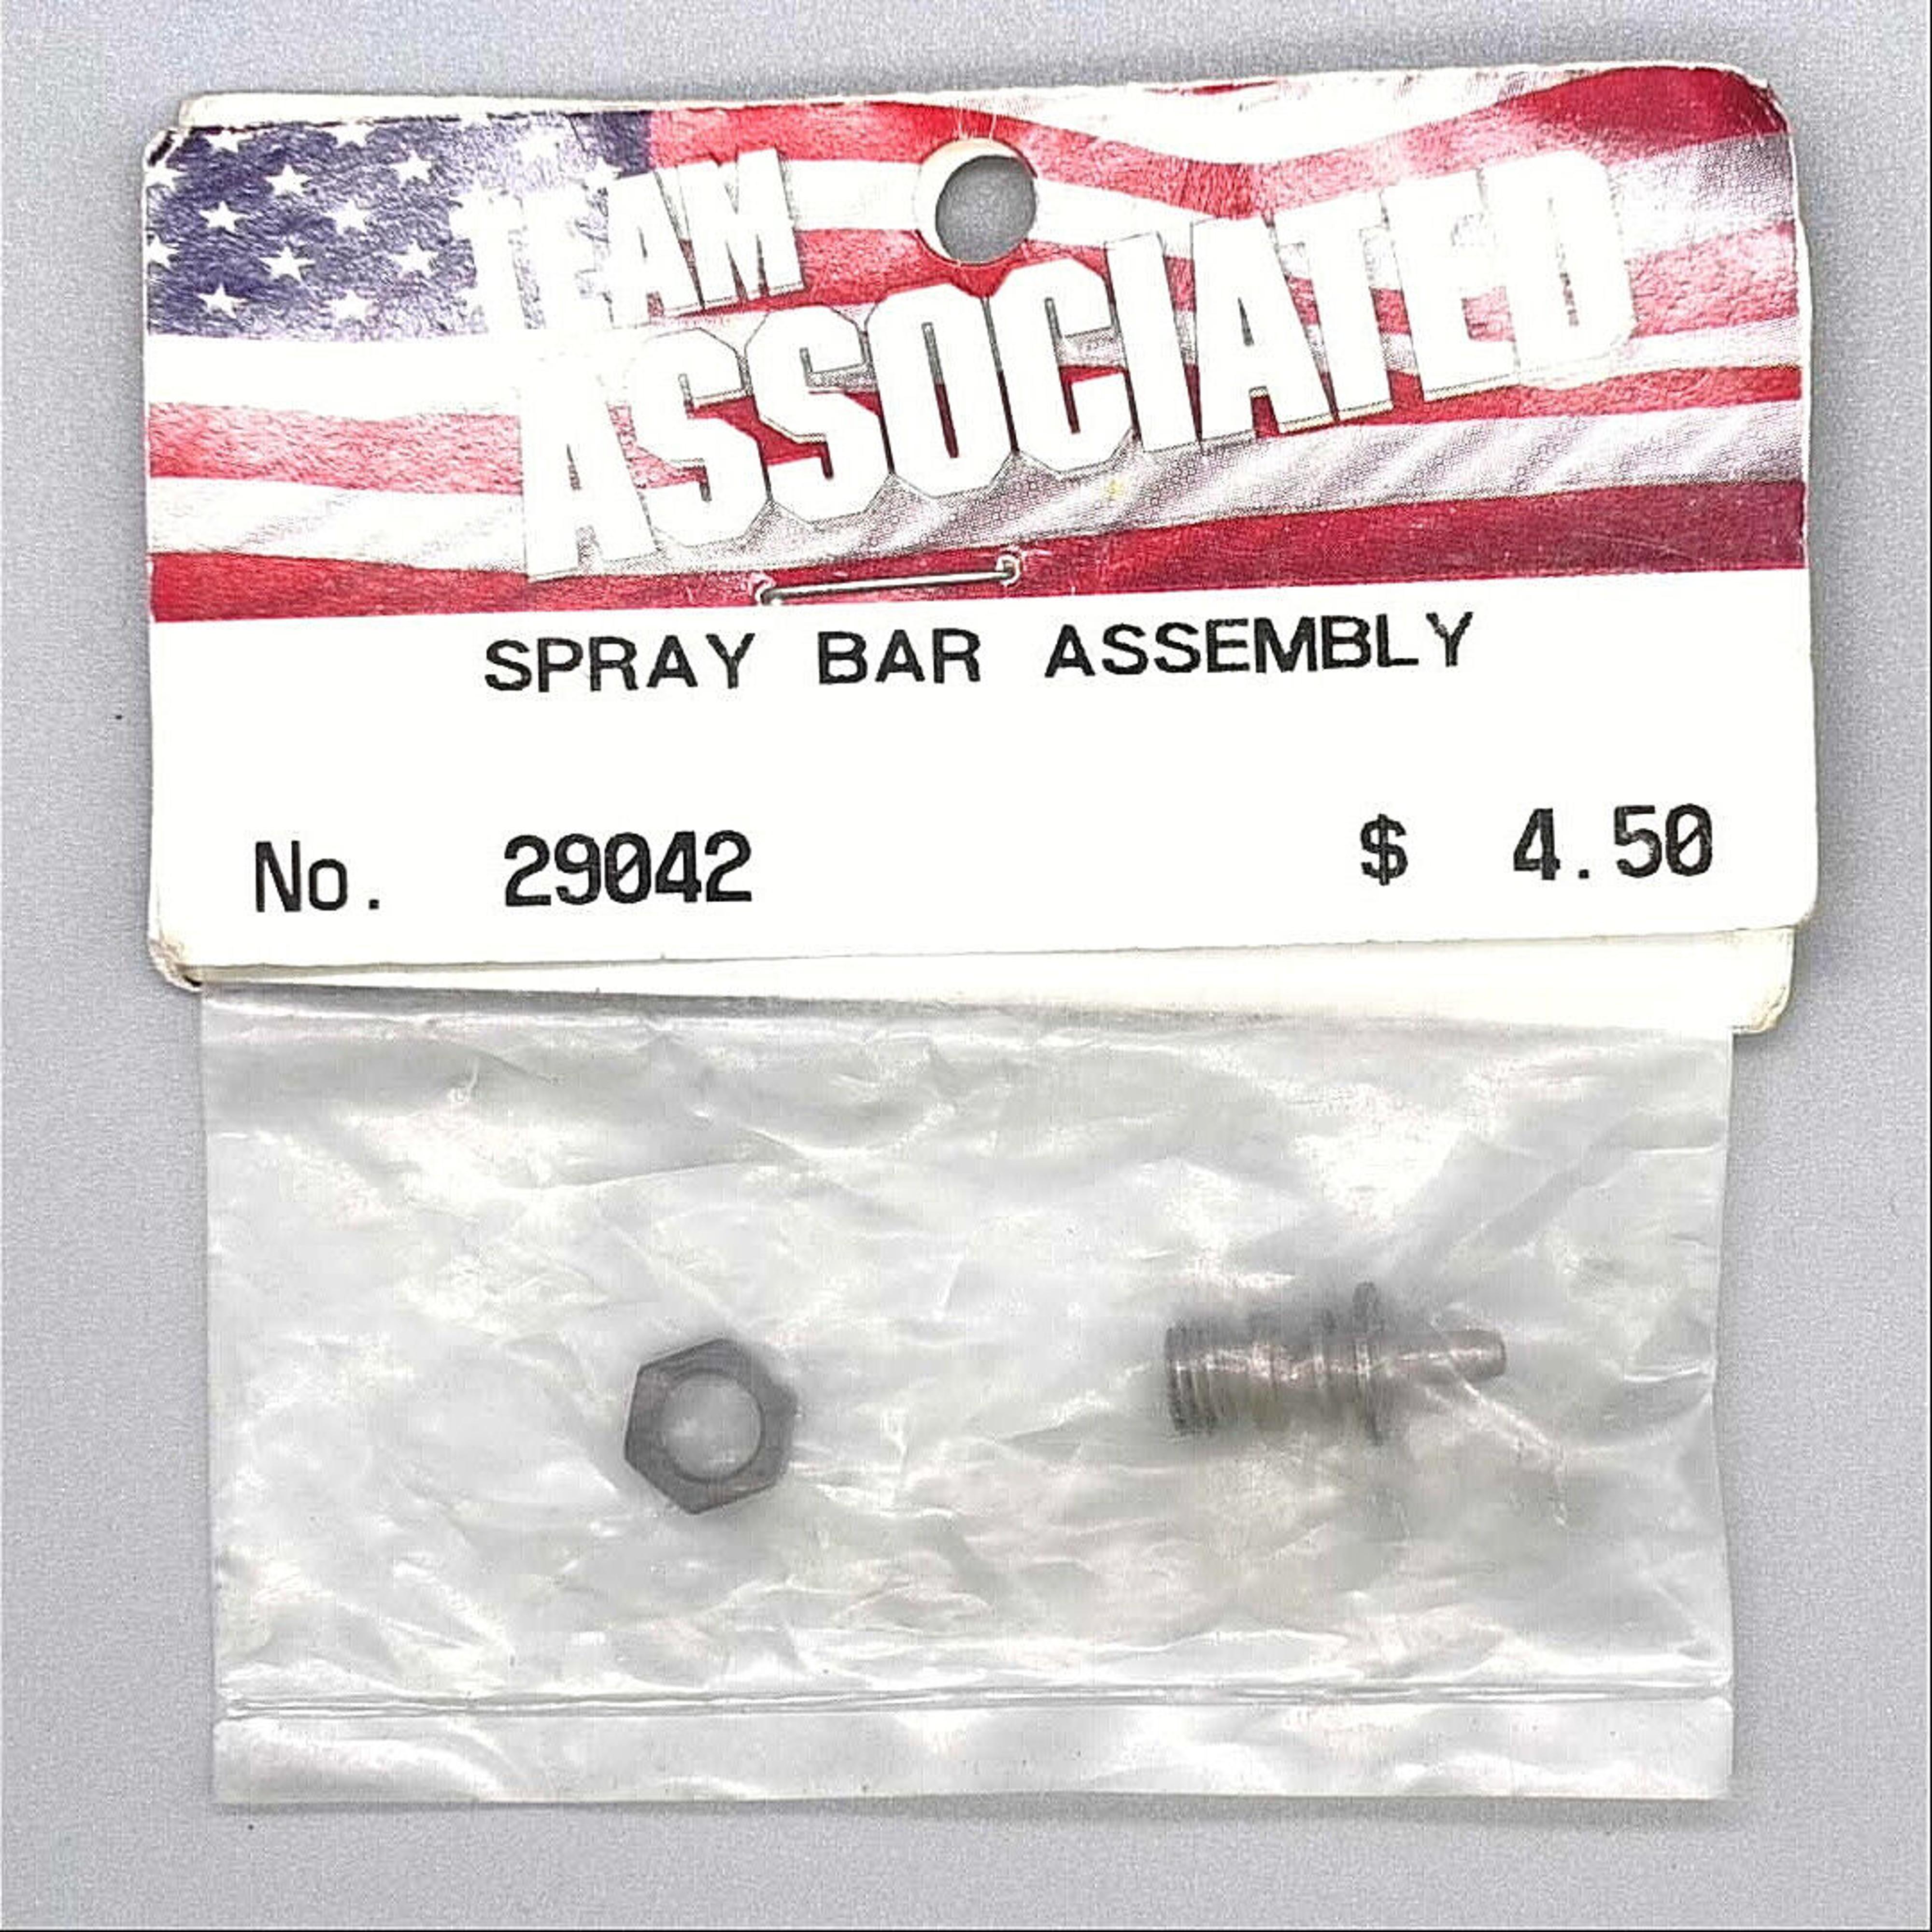 TEAM
ASSOCIATED
SPRAY BAR ASSEMBLY
No. 29042 $ 4.50